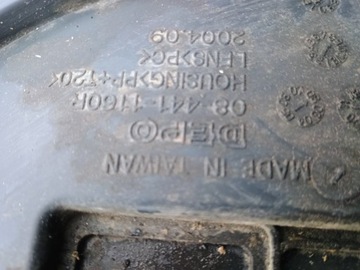 MADE IN TAIWAN
DEPO
08-441-1160R
HOUSING>PP+T20<
LENS>PC<
2004.09